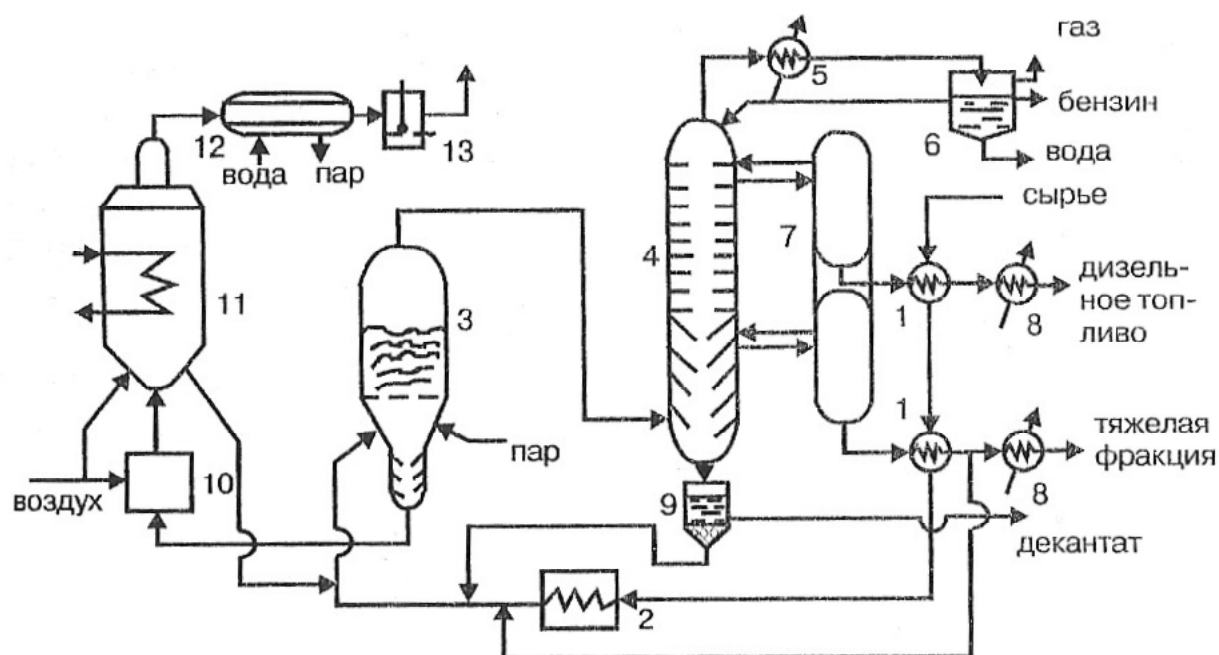 газ
5
бензин
6
12
13
вода
пар
вода
сырье
4
7
11
3
1
8
дизель-
ное топ-
ливо
1
тяжелая
фракция
пар
10
воздух
9
8
декантат
2